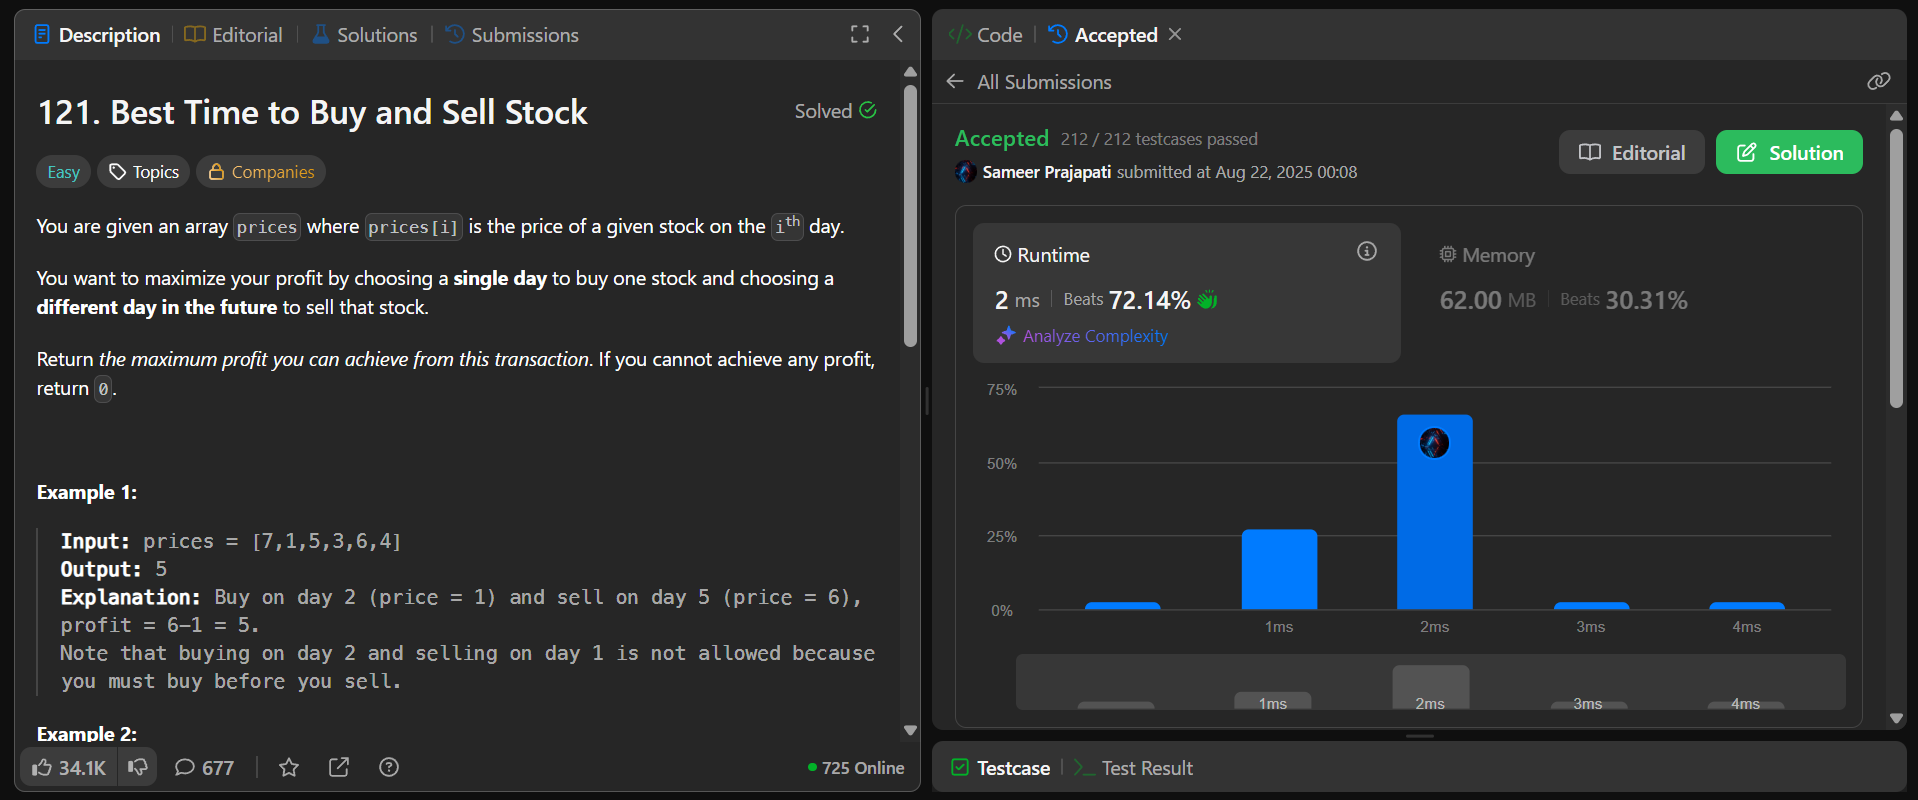 Description
Editorial
Solutions
Submissions
121. Best Time to Buy and Sell Stock
Solved
Easy
Topics
Companies
You are given an array prices where prices[i] is the price of a given stock on the ith day.
You want to maximize your profit by choosing a single day to buy one stock and choosing a
different day in the future to sell that stock.
Return the maximum profit you can achieve from this transaction. If you cannot achieve any profit,
return 0.
Example 1:
Input: prices = [7,1,5,3,6,4]
Output: 5
Explanation: Buy on day 2 (price = 1) and sell on day 5 (price = 6),
profit = 6-1 = 5.
Note that buying on day 2 and selling on day 1 is not allowed because
you must buy before you sell.
Example 2:
34.1K
677
725 Online
Code
Accepted
All Submissions
Accepted 212 / 212 testcases passed
Sameer Prajapati submitted at Aug 22, 2025 00:08
Editorial
Solution
Runtime
2 ms
Beats 72.14%
Analyze Complexity
Memory
62.00 MB
Beats 30.31%
75%
50%
25%
0%
1ms
2ms
3ms
4ms
1ms
2ms
3ms
4ms
Testcase
Test Result